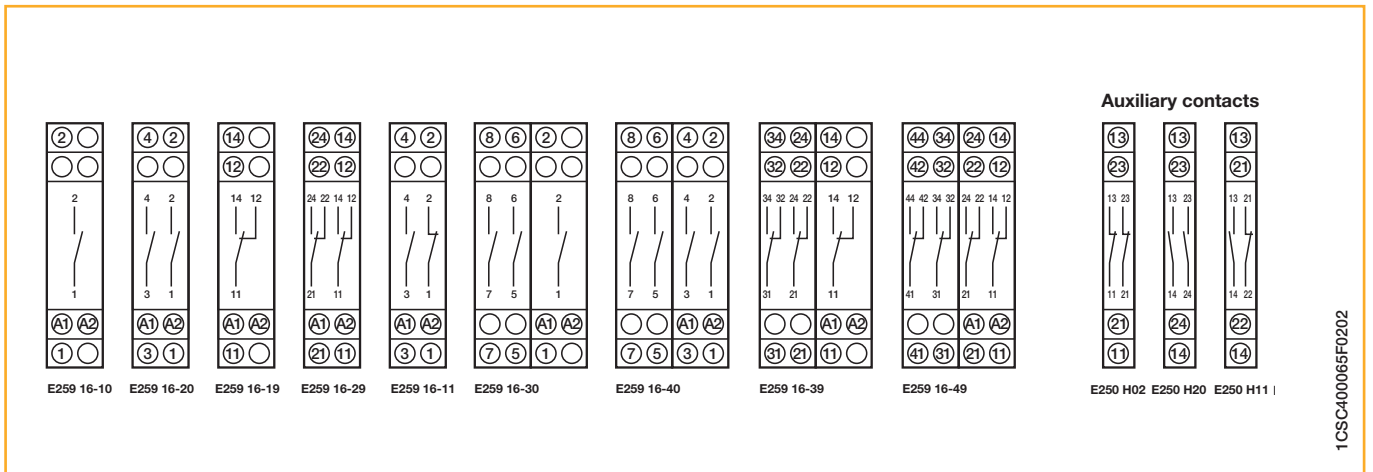 Auxiliary contacts
2 4 2 14 24 14 4 2 8 6 2 8 6 4 2 34 24 14 44 34 24 14 13 13 13
12 22 12 32 22 12 42 32 22 12 23 23 21
2 4 2 14 12 24 22 14 12 4 2 8 6 2 8 6 4 2 34 32 24 22 14 12 44 42 34 32 24 22 14 12 13 23 13 23 13 21
1 3 1 11 21 11 3 1 7 5 1 7 5 3 1 31 21 11 41 31 21 11 11 21 14 24 14 22
A1 A2 A1 A2 A1 A2 A1 A2 A1 A2 A1 A2 A1 A2 A1 A2 A1 A2 21 24 22
1 3 1 11 21 11 3 1 7 5 1 7 5 3 1 31 21 11 41 31 21 11 11 14 14
E259 16-10 E259 16-20 E259 16-19 E259 16-29 E259 16-11 E259 16-30 E259 16-40 E259 16-39 E259 16-49 E250 H02 E250 H20 E250 H11
1CSC400065F0202